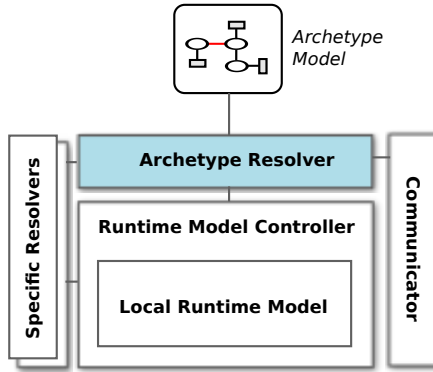 Archetype
Model
Archetype Resolver
Specific Resolvers
Runtime Model Controller
Local Runtime Model
Communicator